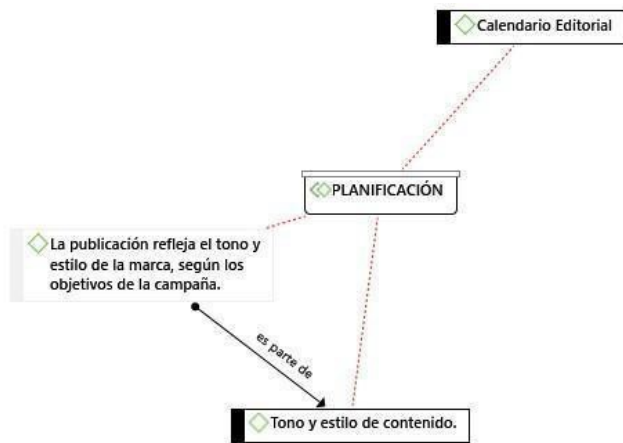 Calendario Editorial
PLANIFICACIÓN
La publicación refleja el tono y
estilo de la marca, según los
objetivos de la campaña.
es parte de
Tono y estilo de contenido.